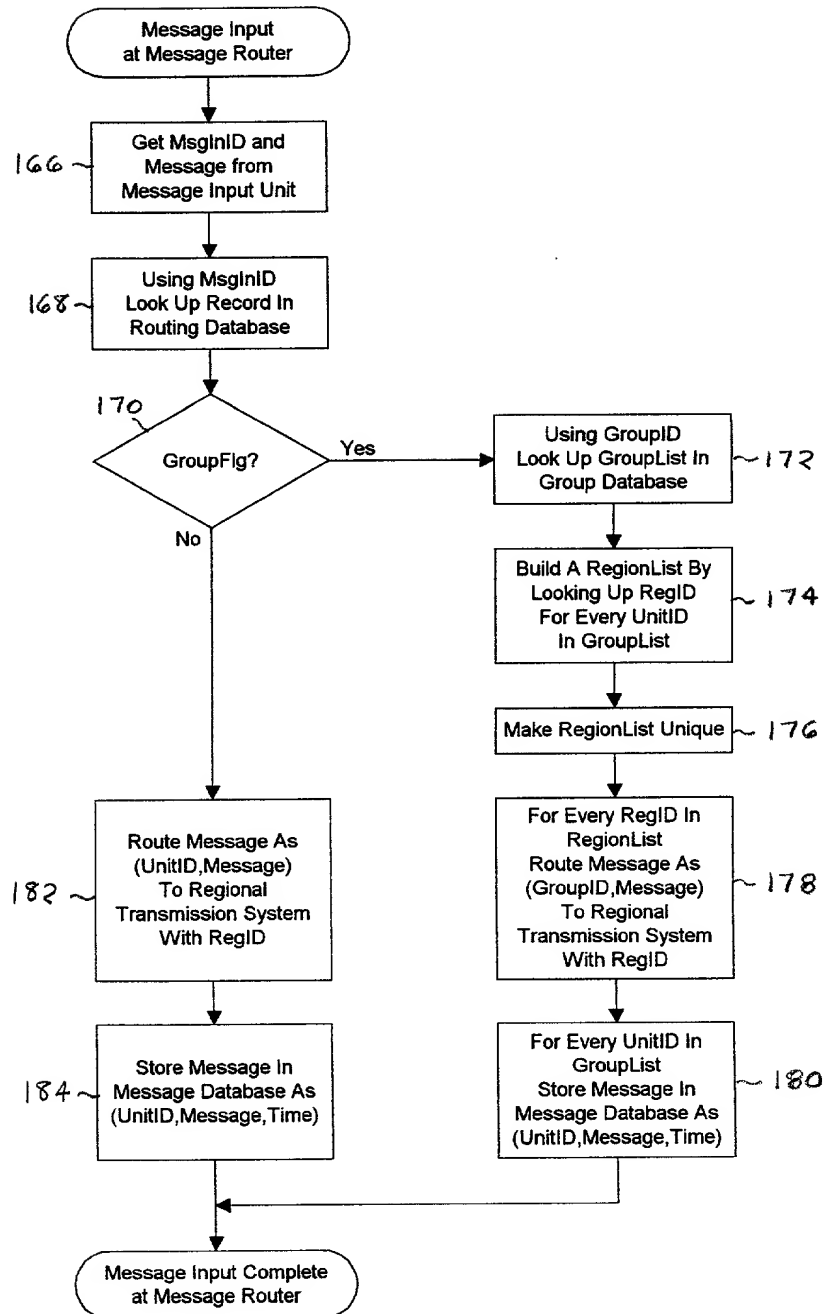 Message Input
at Message Router
166
Get MsgInID and
Message from
Message Input Unit
168
Using MsgInID
Look Up Record In
Routing Database
170
GroupFlg?
Yes
No
Using GroupID
Look Up GroupList In
Group Database
172
Build A RegionList By
Looking Up RegID
For Every UnitID
In GroupList
174
Make RegionList Unique
176
For Every RegID In
RegionList
Route Message As
(GroupID,Message)
To Regional
Transmission System
With RegID
178
For Every UnitID In
GroupList
Store Message In
Message Database As
(UnitID,Message,Time)
180
182
Route Message As
(UnitID,Message)
To Regional
Transmission System
With RegID
184
Store Message In
Message Database As
(UnitID,Message,Time)
Message Input Complete
at Message Router